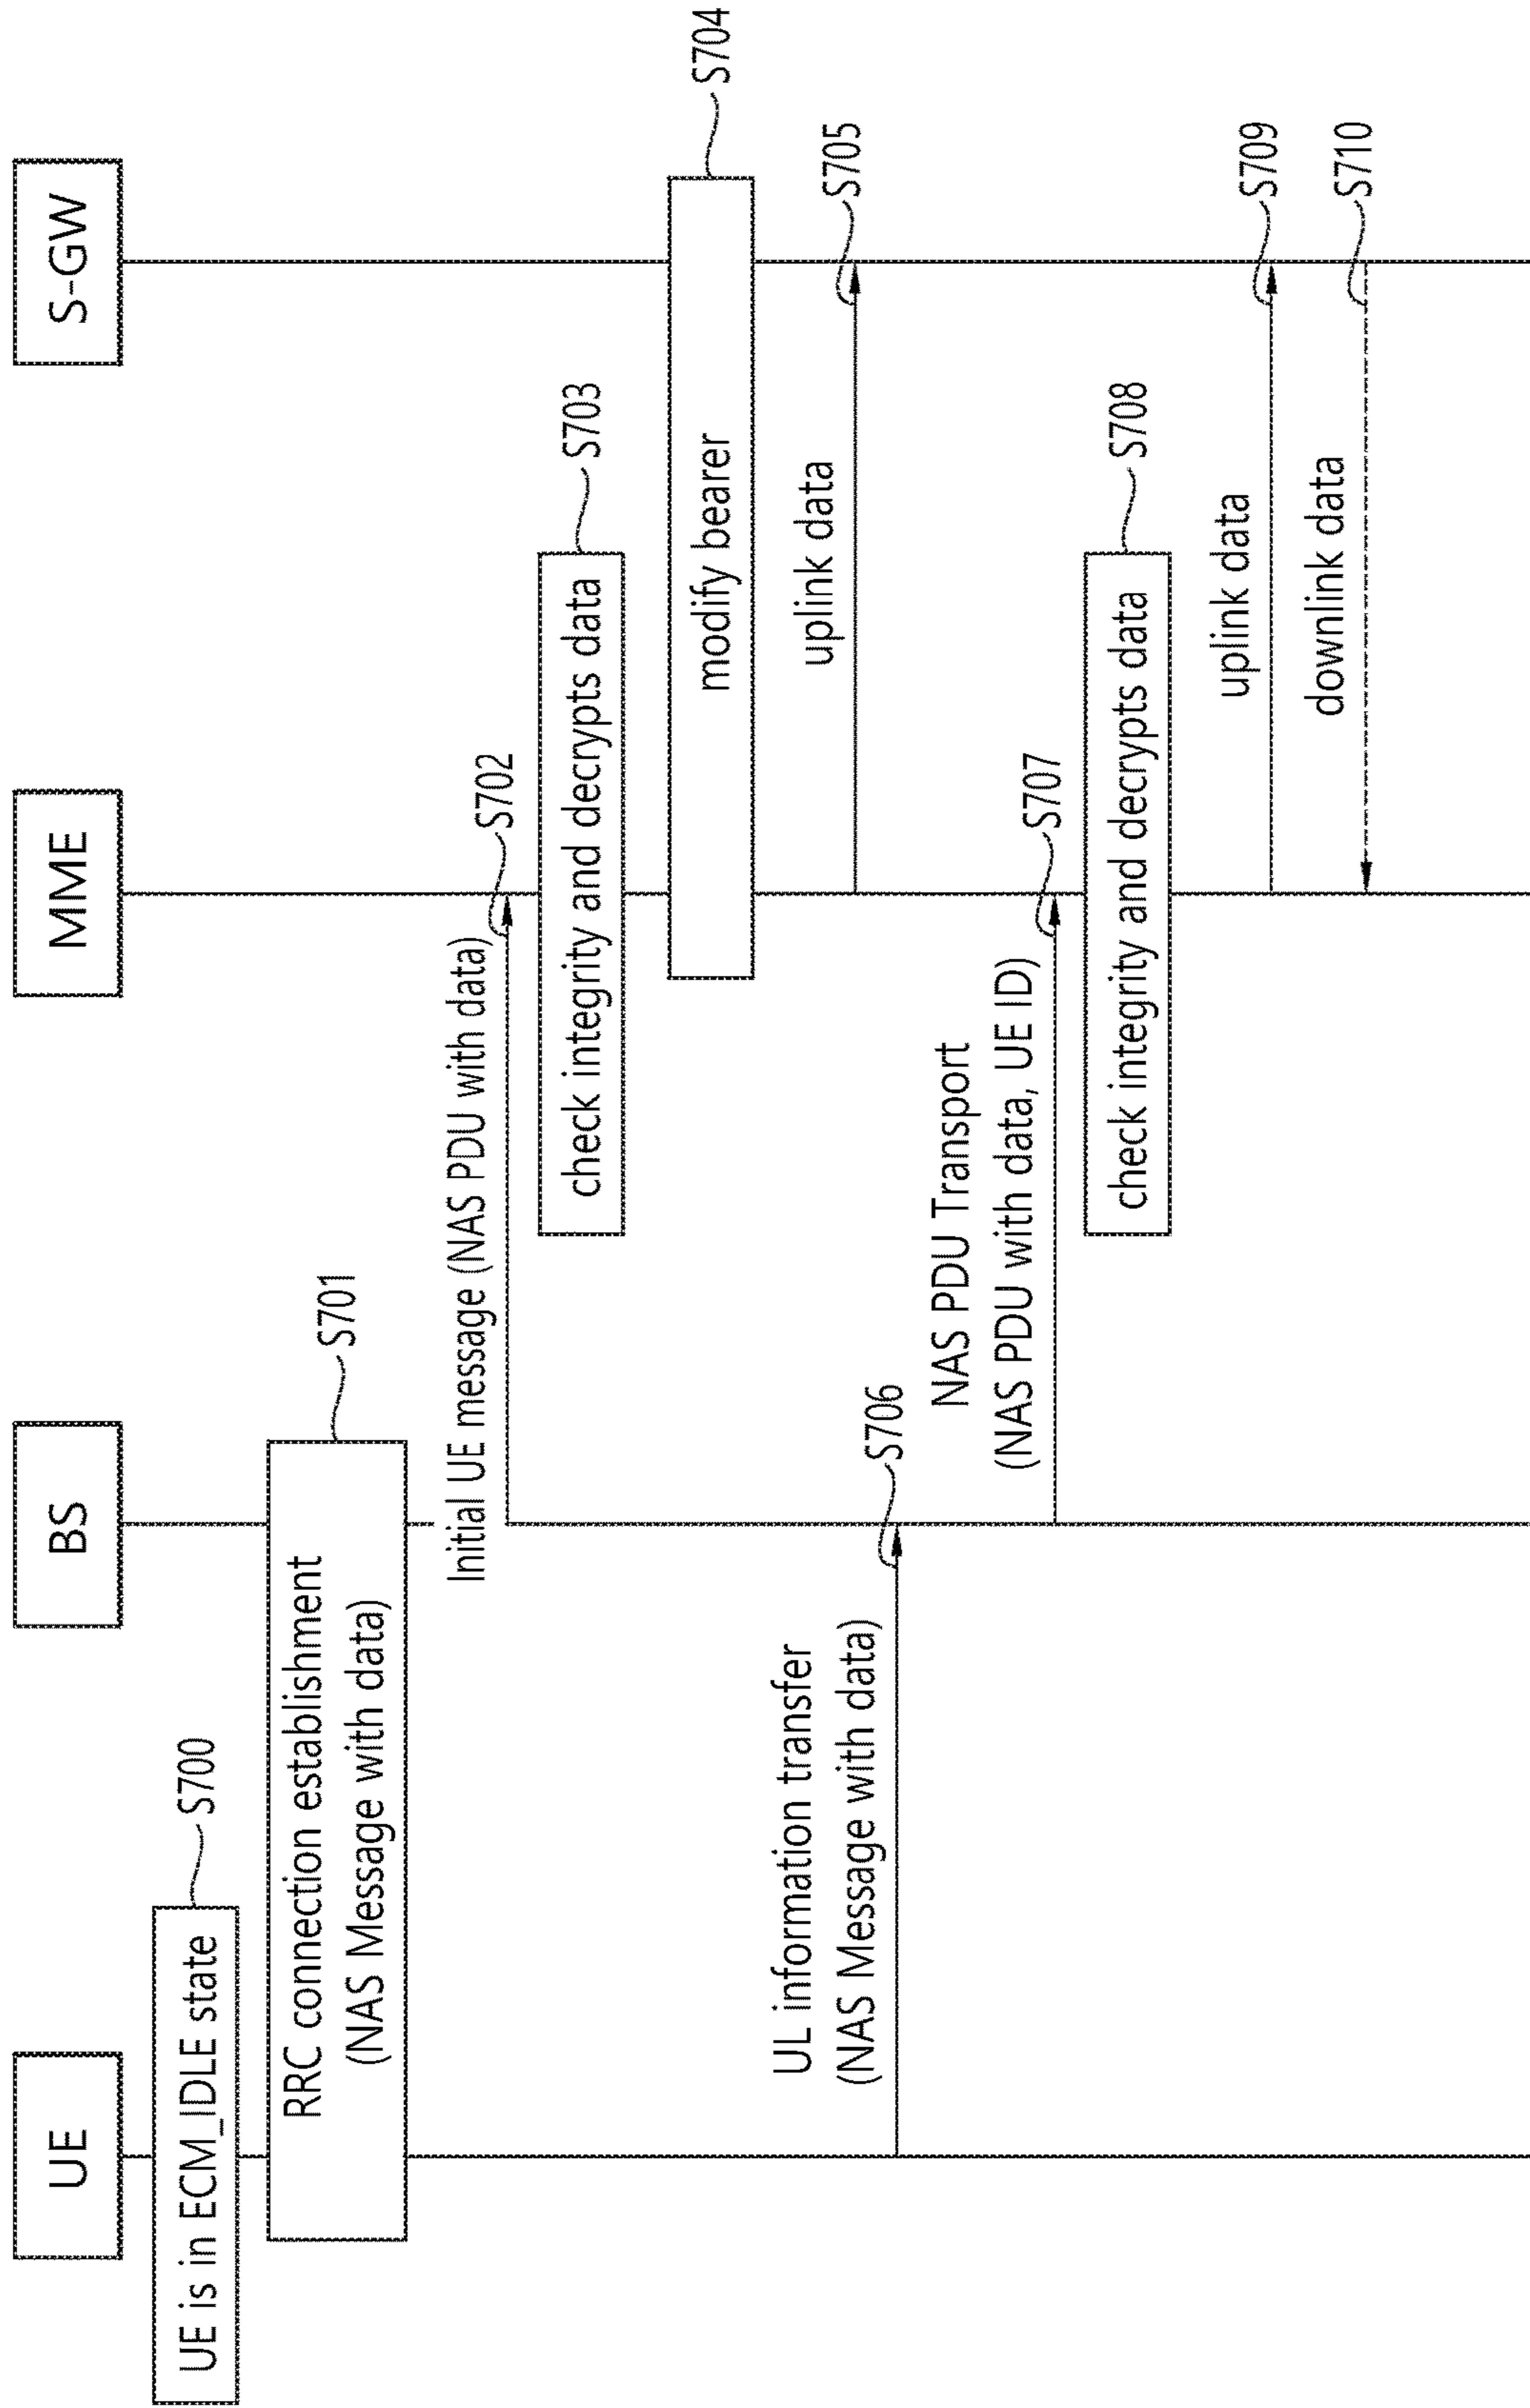 UE
BS
MME
S-GW
UE is in ECM_IDLE state
S700
RRC connection establishment
(NAS Message with data)
S701
Initial UE message (NAS PDU with data)
S702
check integrity and decrypts data
S703
modify bearer
S704
uplink data
S705
UL information transfer
(NAS Message with data)
S706
NAS PDU Transport
(NAS PDU with data, UE ID)
S707
check integrity and decrypts data
S708
uplink data
S709
downlink data
S710